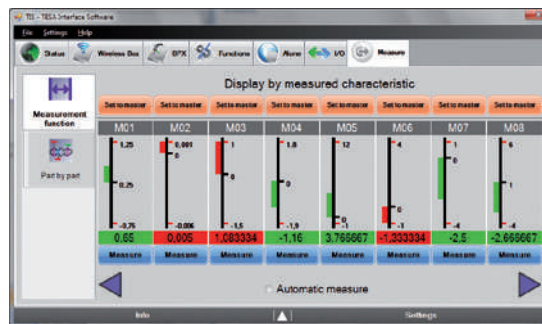 TIS - TESA Interface Software
File Settings Help
Status Wireless Box BPX Functions Alarm I/O Measure
Display by measured characteristic
Measurement function
Set to master Set to master Set to master Set to master Set to master Set to master Set to master Set to master
M01 M02 M03 M04 M05 M06 M07 M08
1,25 0,001 1 1,8 12 4 1 6
0 0
Part by part
0,25 0 0 1
0 0
-0,75 -0,006 -1,5 -1,9 -1 -1 -4 -4
0,65 0,005 1,083334 -1,16 3,766667 -1,333334 -2,5 -2,666667
Measure Measure Measure Measure Measure Measure Measure Measure
Automatic measure
Info Settings